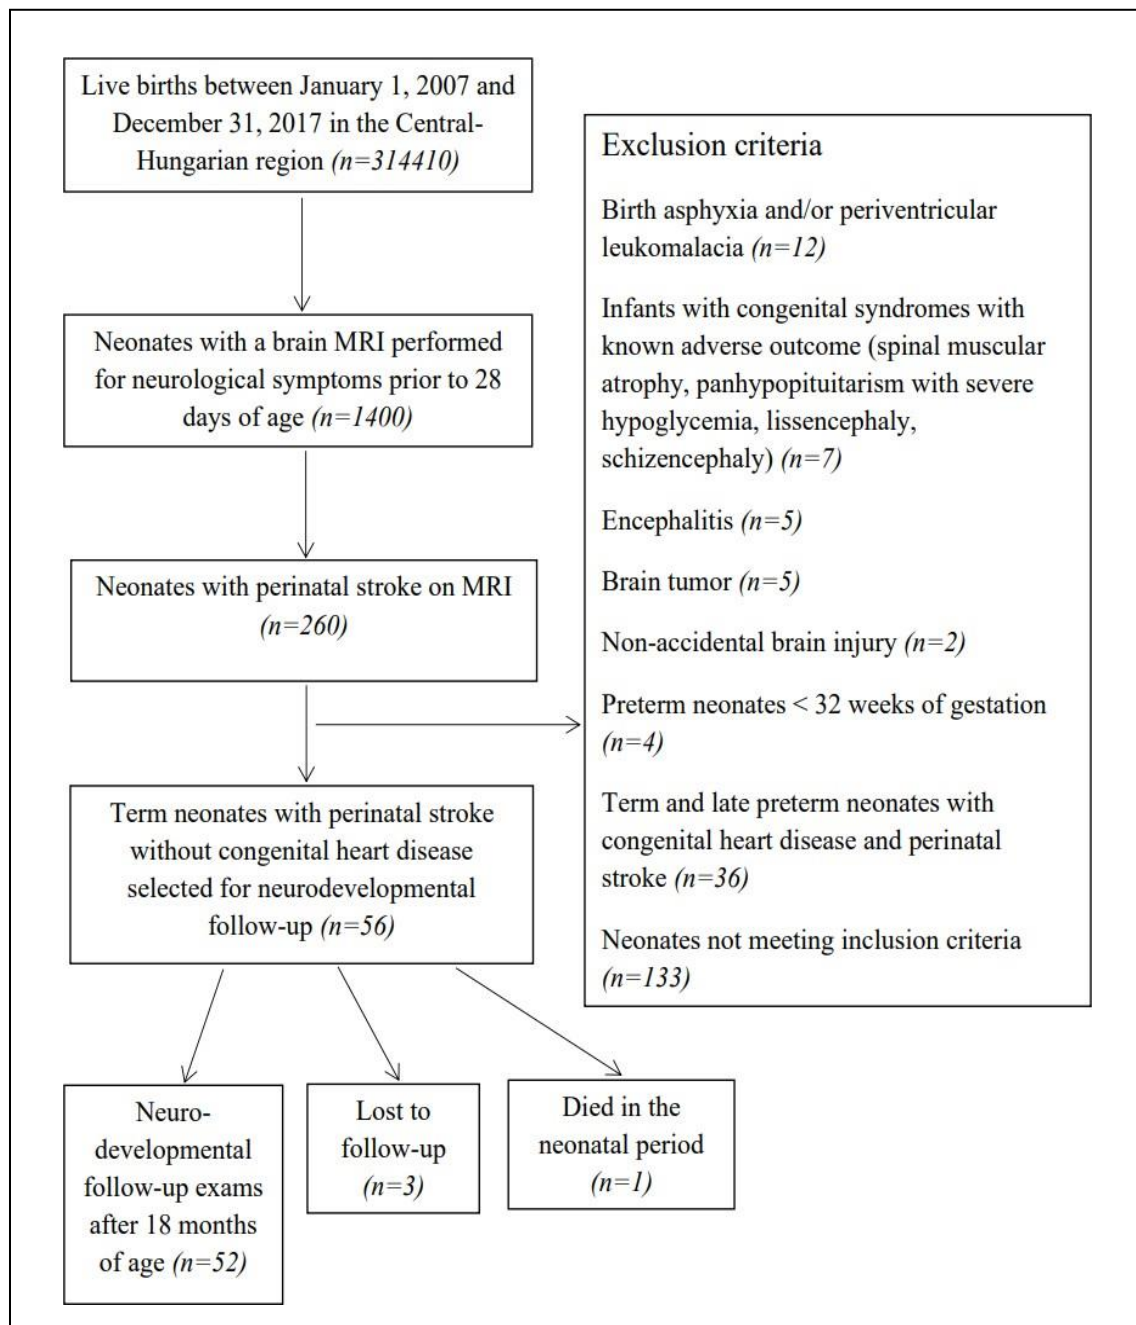 Live births between January 1, 2007 and
December 31, 2017 in the Central-
Hungarian region (n=314410)
Neonates with a brain MRI performed
for neurological symptoms prior to 28
days of age (n=1400)
Neonates with perinatal stroke on MRI
(n=260)
Exclusion criteria
Birth asphyxia and/or periventricular
leukomalacia (n=12)
Infants with congenital syndromes with
known adverse outcome (spinal muscular
atrophy, panhypopituitarism with severe
hypoglycemia, lissencephaly,
schizencephaly) (n=7)
Encephalitis (n=5)
Brain tumor (n=5)
Non-accidental brain injury (n=2)
Preterm neonates < 32 weeks of gestation
(n=4)
Term and late preterm neonates with
congenital heart disease and perinatal
stroke (n=36)
Neonates not meeting inclusion criteria
(n=133)
Term neonates with perinatal stroke
without congenital heart disease
selected for neurodevelopmental
follow-up (n=56)
Neuro-
developmental
follow-up exams
after 18 months
of age (n=52)
Lost to
follow-up
(n=3)
Died in the
neonatal period
(n=1)